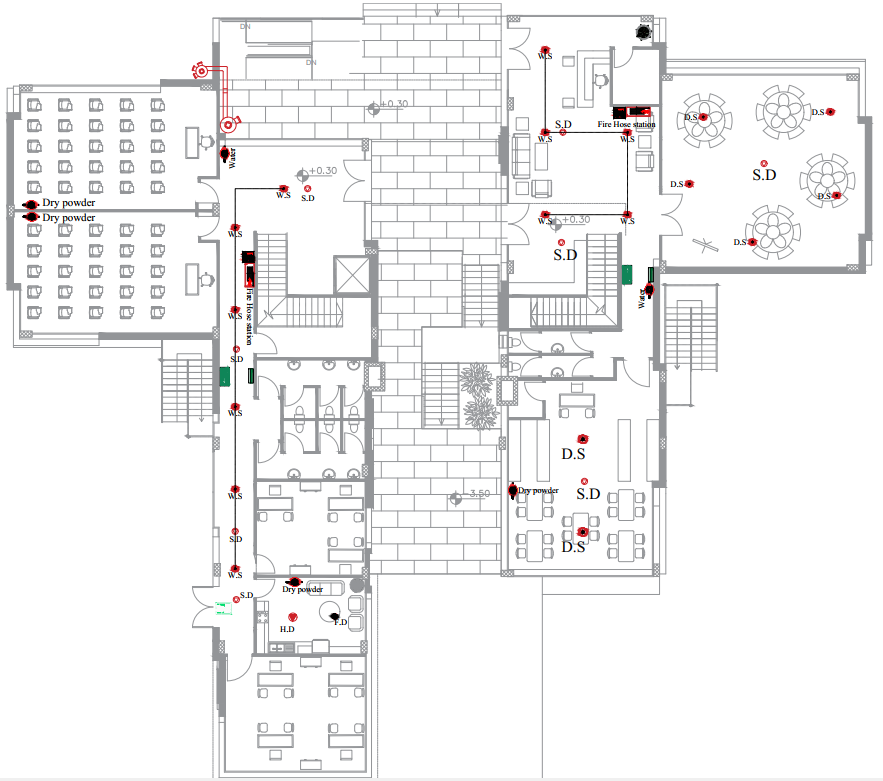 DN
DN
W.S
+0.30
Fire Hose station
S.D
W.S
W.S
D.S
D.S
Water
+0.30
S.D
W.S
S.D
D.S
D.S
Dry powder
Dry powder
W.S
W.S
+0.30
W.S
S.D
D.S
Fire Hose station
W.S
Water
S.D
W.S
D.S
W.S
Dry powder
S.D
-3.50
S.D
D.S
W.S
Dry powder
S.D
H.D
F.D